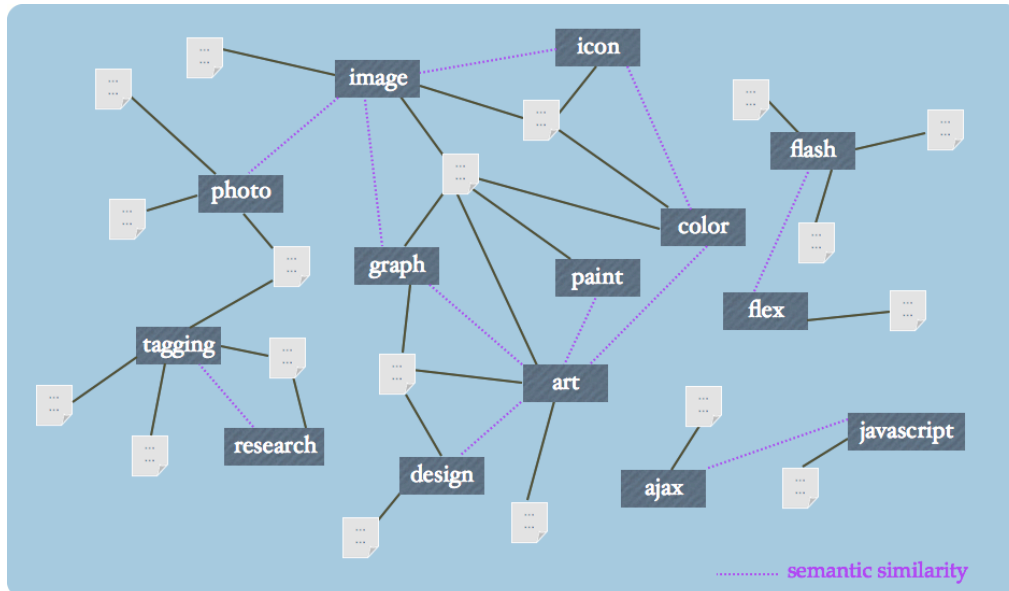 icon
image
flash
photo
color
graph
paint
flex
tagging
art
javascript
research
design
ajax
semantic similarity